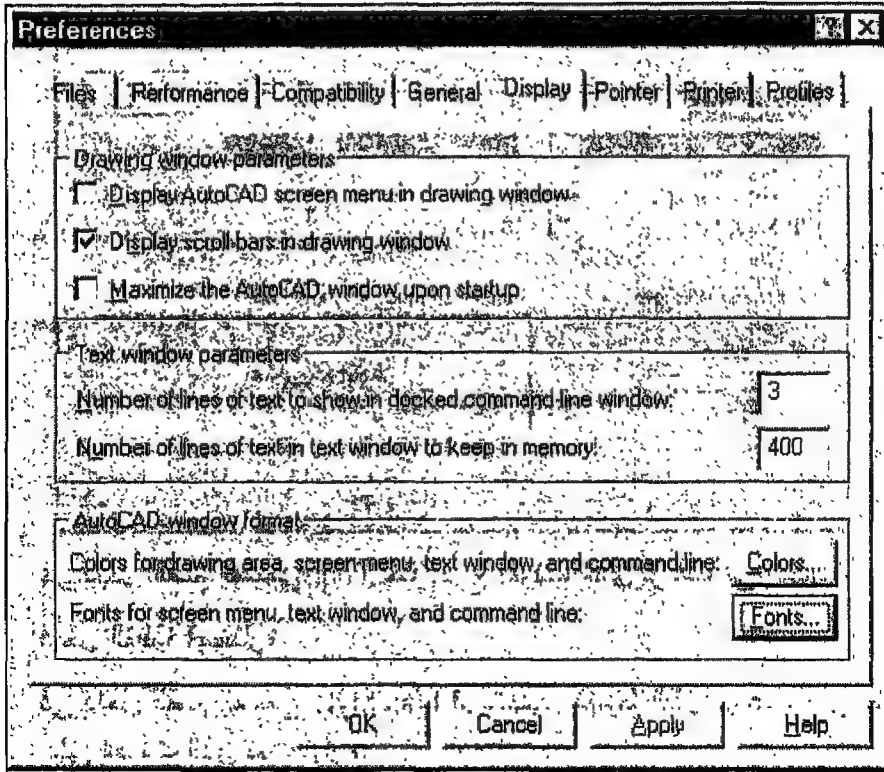 Preferences
Files Performance Compatibility General Display Pointer Printer Profiles
Drawing window parameters
Display AutoCAD screen menu in drawing window
Display scroll bars in drawing window
Maximize the AutoCAD window upon startup
Text window parameters
Number of lines of text to show in docked command line window: 3
Number of lines of text in text window to keep in memory: 400
AutoCAD window format
Colors for drawing area, screen menu, text window, and command line: Colors...
Fonts for screen menu, text window, and command line: Fonts...
OK Cancel Apply Help